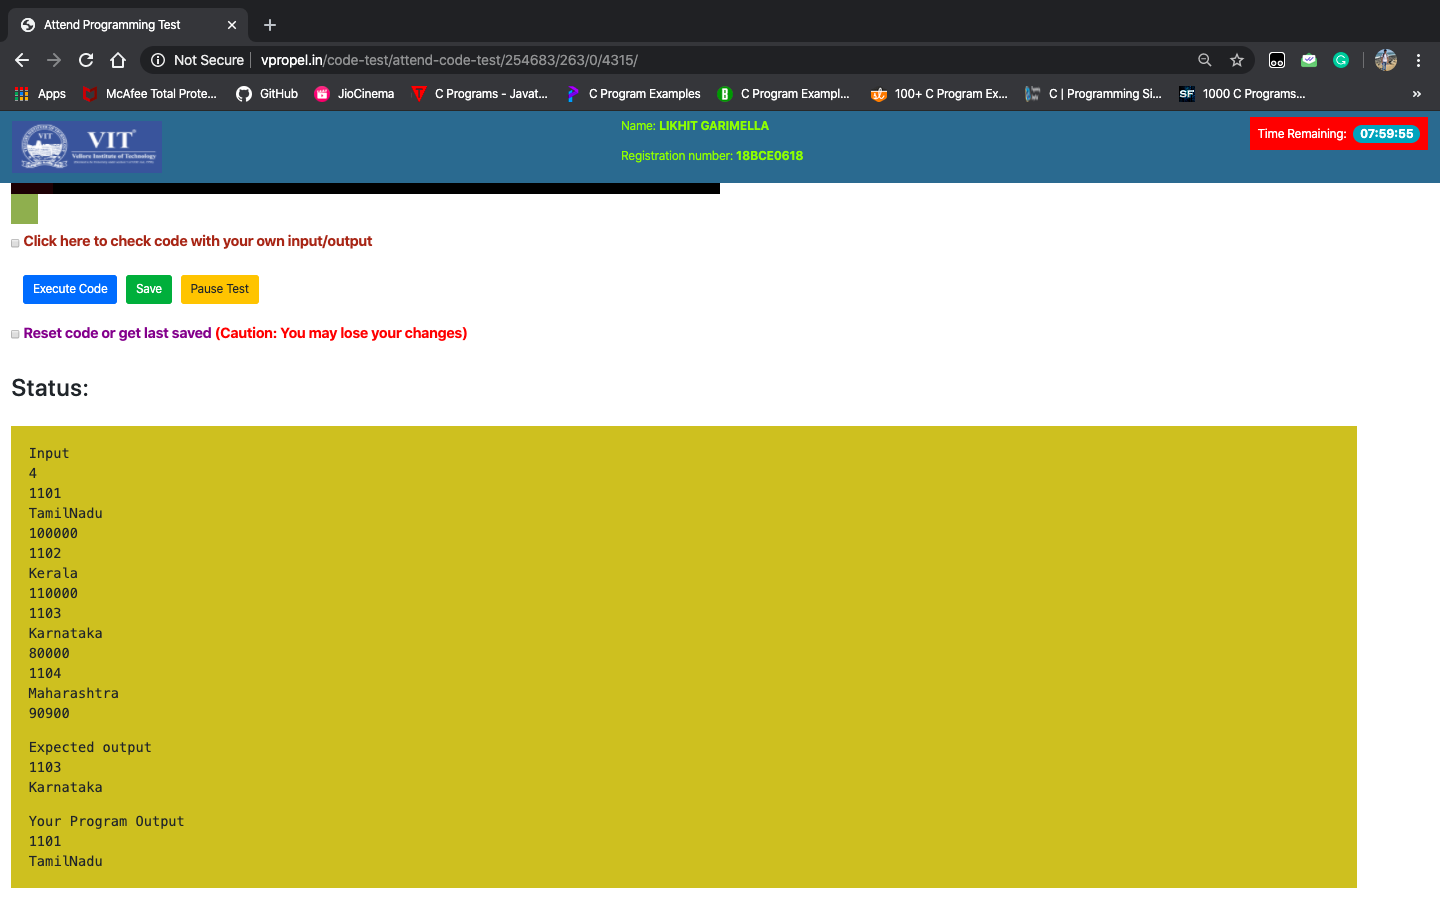 Attend Programming Test
Not Secure vpropel.in/code-test/attend-code-test/254683/263/0/4315/
Apps McAfee Total Prote... GitHub JioCinema C Programs - Javat... C Program Examples C Program Exampl... 100+ C Program Ex... C | Programming Si... SF 1000 C Programs... »
VIT VIT
Vellore Institute of Technology
Name: LIKHIT GARIMELLA
Registration number: 18BCE0618
Time Remaining: 07:59:55
Click here to check code with your own input/output
Execute Code Save Pause Test
Reset code or get last saved (Caution: You may lose your changes)
Status:
Input
4
1101
TamilNadu
100000
1102
Kerala
110000
1103
Karnataka
80000
1104
Maharashtra
90900
Expected output
1103
Karnataka
Your Program Output
1101
TamilNadu